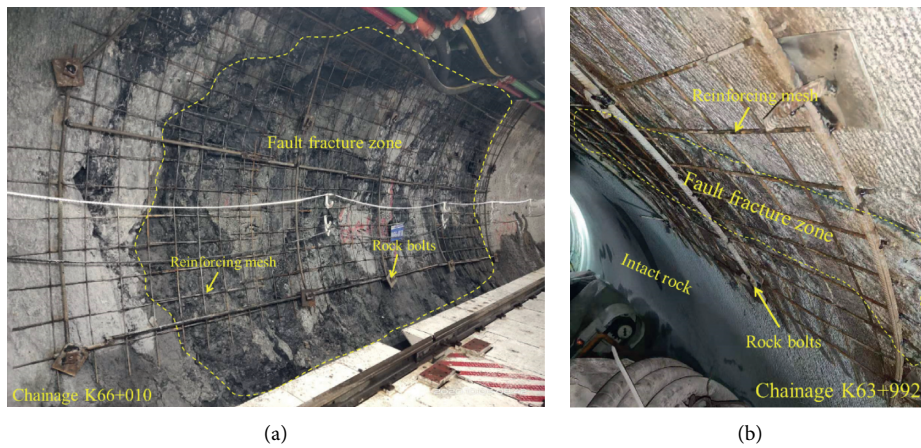 Fault fracture zone
Reinforcing mesh
Rock bolts
Chainage K66+010
(a)
Reinforcing mesh
Fault fracture zone
Intact rock
Rock bolts
Chainage K63+992
(b)